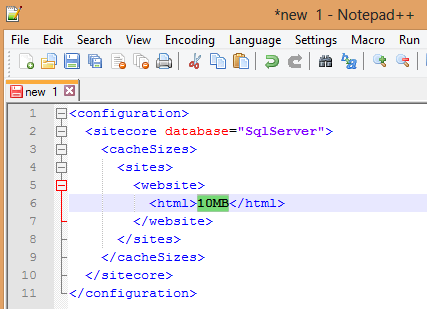 *new 1 - Notepad++
File Edit Search View Encoding Language Settings Macro Run
new 1
1 <configuration>
2 <sitecore database="SqlServer">
3 <cacheSizes>
4 <sites>
5 <website>
6 <html>10MB</html>
7 </website>
8 </sites>
9 </cacheSizes>
10 </sitecore>
11 </configuration>